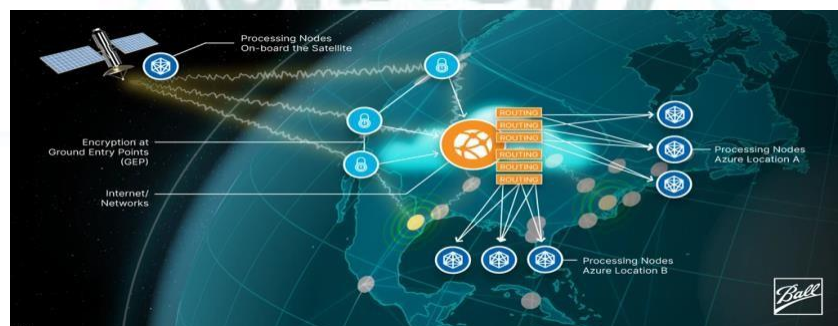 Processing Nodes
On-board the Satellite
Encryption at
Ground Entry Points
(GEP)
Internet/
Networks
ROUTING
ROUTING
ROUTING
ROUTING
ROUTING
ROUTING
Processing Nodes
Azure Location A
Processing Nodes
Azure Location B
Ball